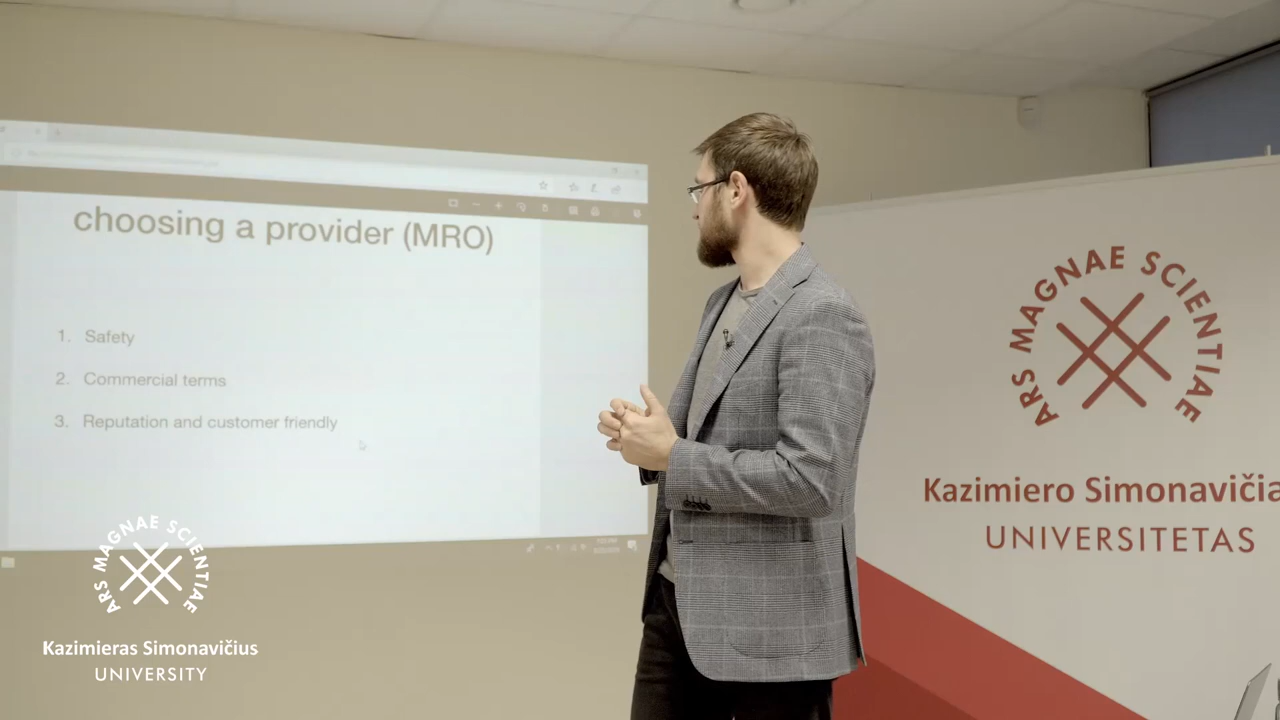 choosing a provider (MRO)
1. Safety
2. Commercial terms
3. Reputation and customer friendly
ARS MAGNAE SCIENTIAE
Kazimieras Simonavičius
UNIVERSITY
ARS MAGNAE SCIENTIAE
Kazimiero Simonavičia
UNIVERSITETAS